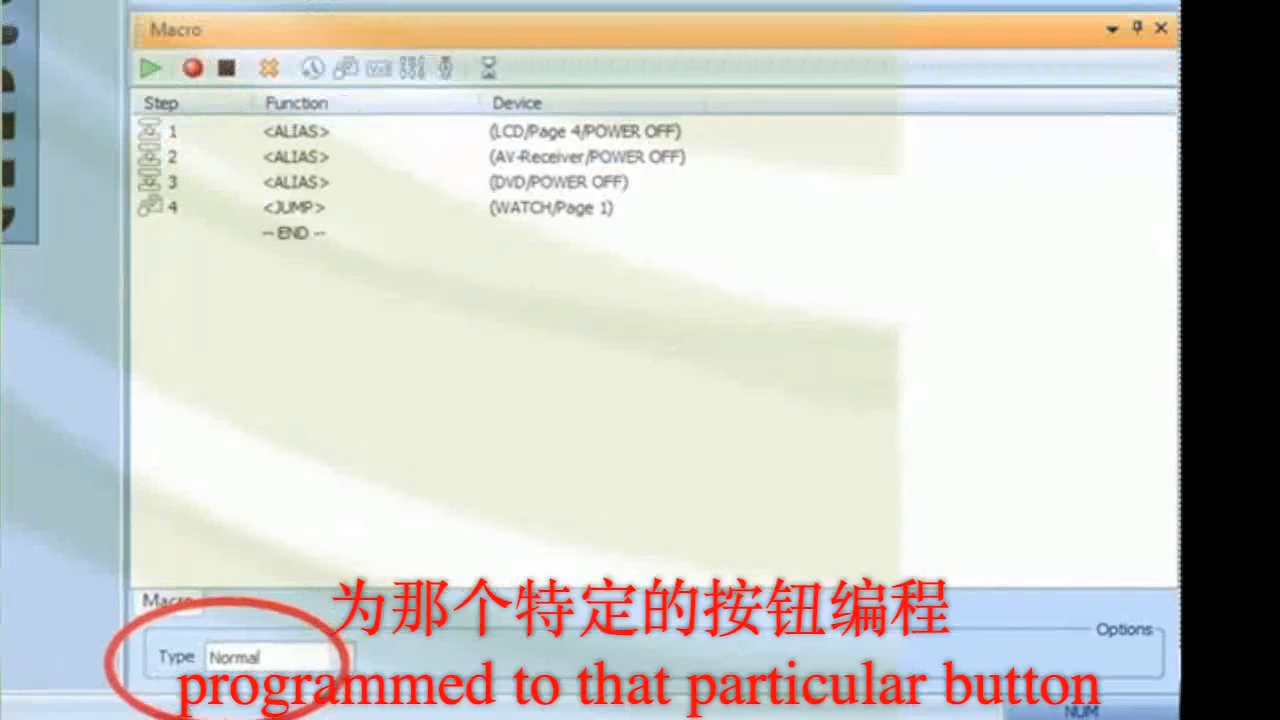 Macro
Step Function Device
1 <ALIAS> (LCD/Page 4/POWER OFF)
2 <ALIAS> (AV-Receiver/POWER OFF)
3 <ALIAS> (DVD/POWER OFF)
4 <JUMP> (WATCH/Page 1)
-- END --
Macro
为那个特定的按钮编程
Options
Type Normal
programmed to that particular button
NUM